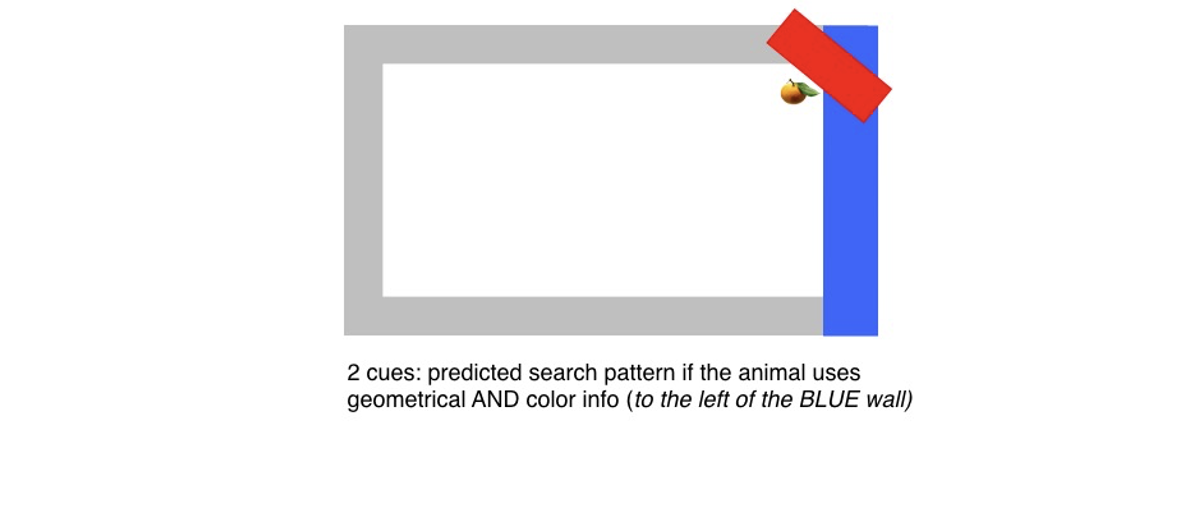 2 cues: predicted search pattern if the animal uses
geometrical AND color info (to the left of the BLUE wall)